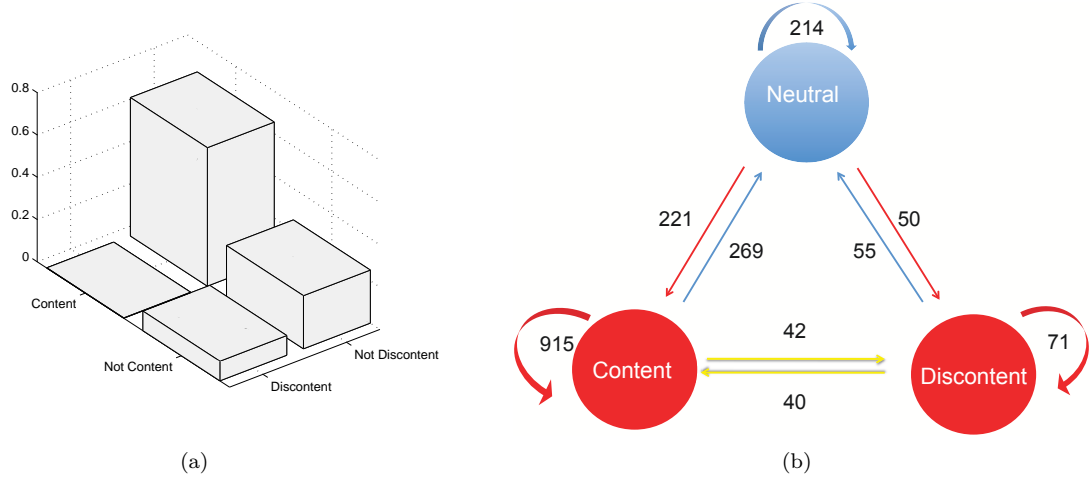 0.8
0.6
0.4
0.2
0
Content
Not Content
Discontent
Not Discontent
(a)
214
Neutral
221
269
50
55
915
Content
42
40
Discontent
71
(b)